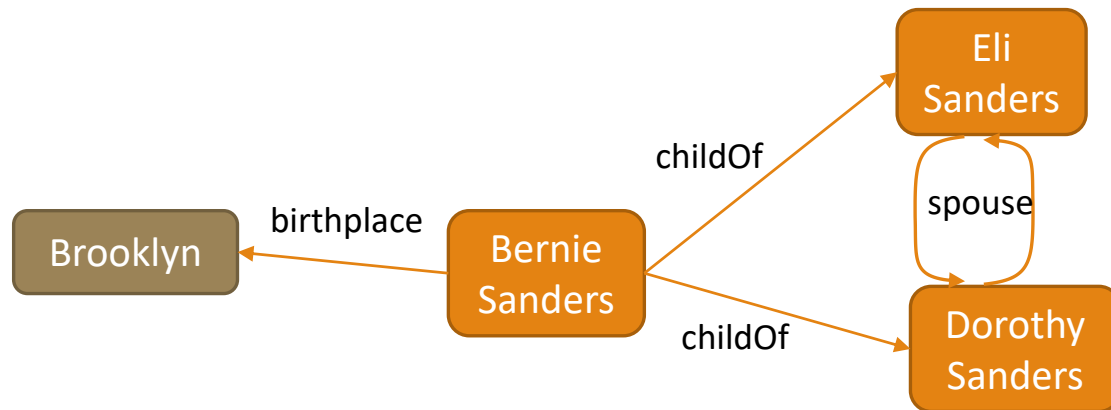 Eli
Sanders
childOf
spouse
birthplace
Brooklyn
Bernie
Sanders
childOf
Dorothy
Sanders